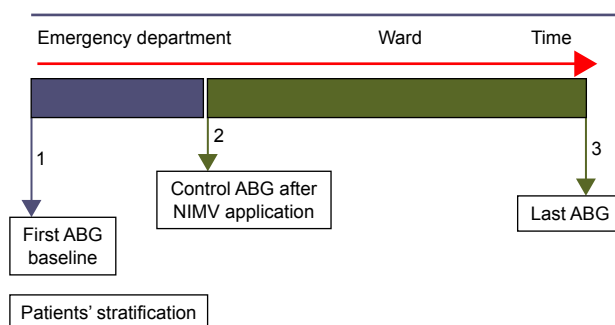 Emergency department Ward Time
1
2
3
Control ABG after
NIMV application
First ABG
baseline
Last ABG
Patients' stratification